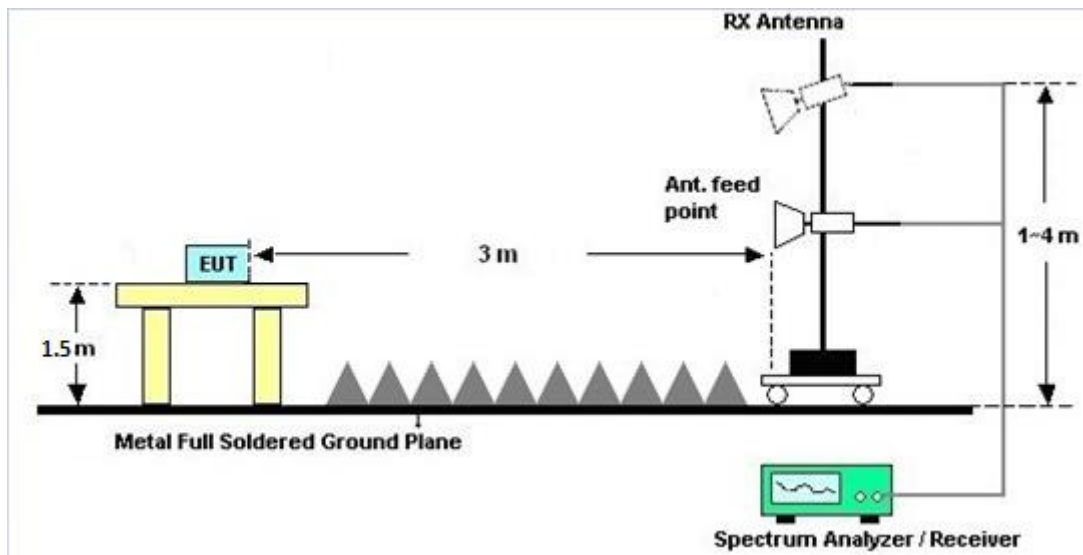 RX Antenna
Ant. feed
point
3 m
1~4 m
EUT
1.5 m
Metal Full Soldered Ground Plane
Spectrum Analyzer / Receiver